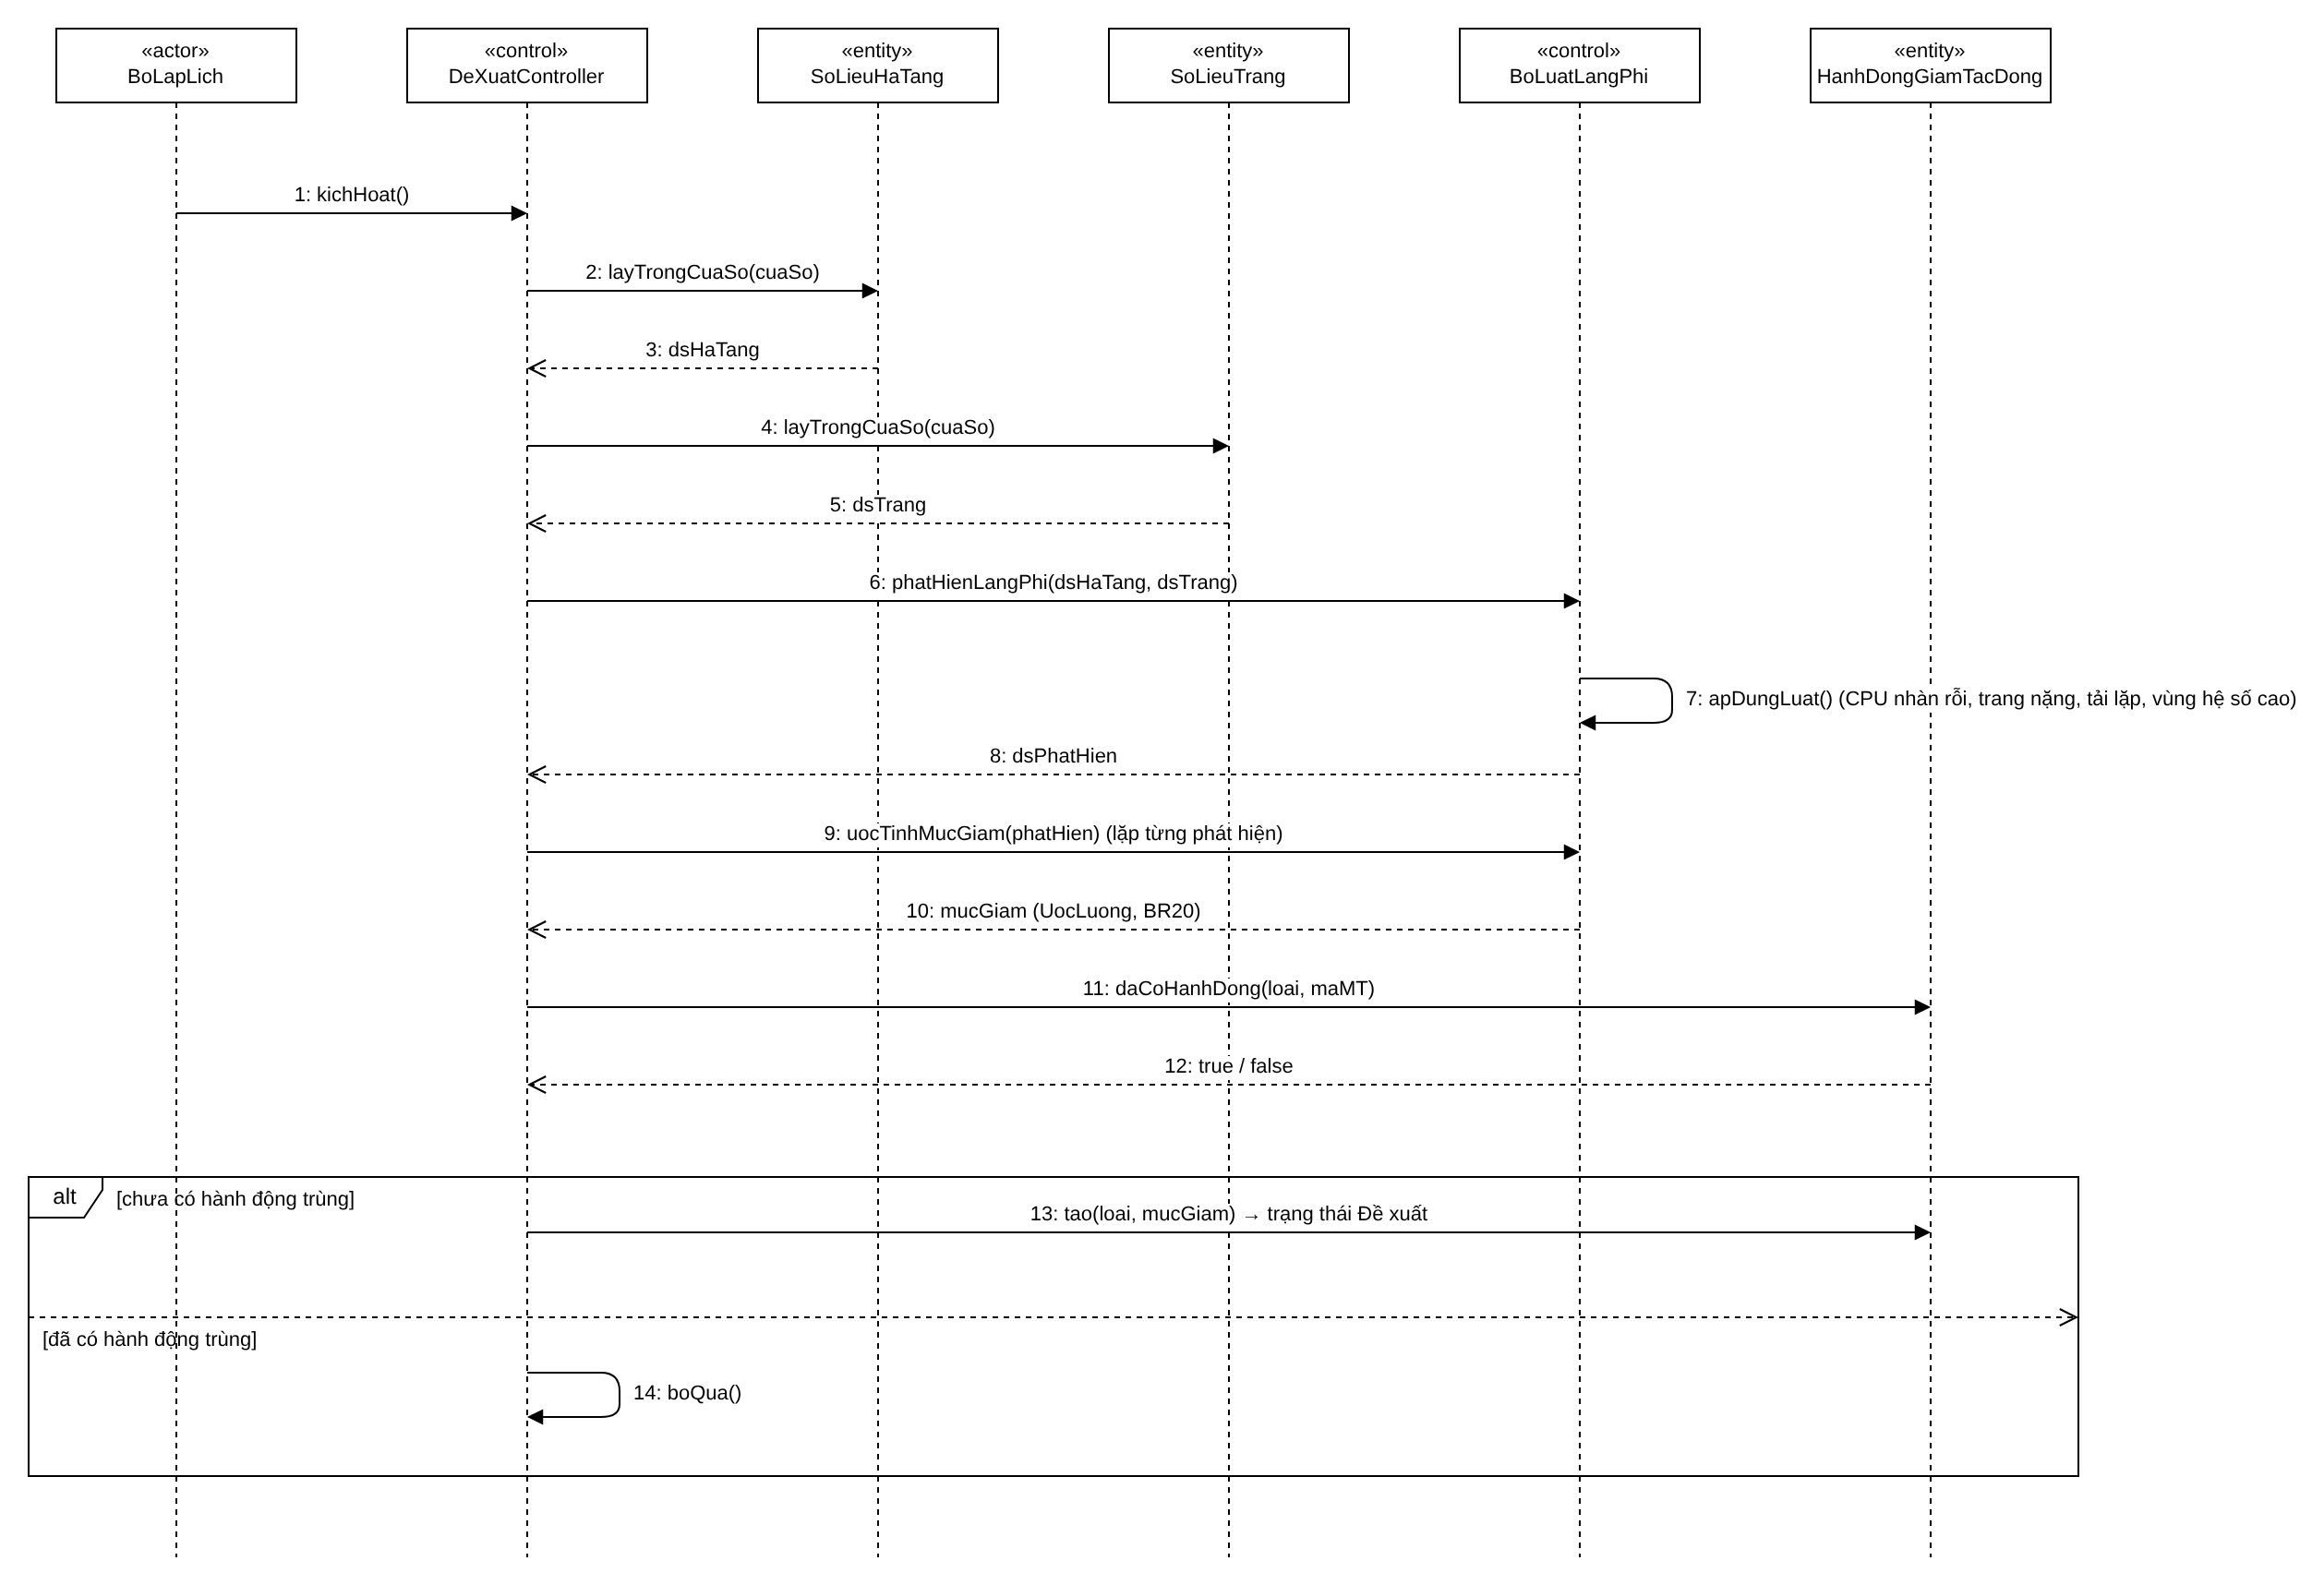 «actor»
BoLapLich
«control»
DeXuatController
«entity»
SoLieuHaTang
«entity»
SoLieuTrang
«control»
BoLuatLangPhi
«entity»
HanhDongGiamTacDong
1: kichHoat()
2: layTrongCuaSo(cuaSo)
3: dsHaTang
4: layTrongCuaSo(cuaSo)
5: dsTrang
6: phatHienLangPhi(dsHaTang, dsTrang)
7: apDungLuat() (CPU nhàn rỗi, trang nặng, tải lặp, vùng hệ số cao)
8: dsPhatHien
9: uocTinhMucGiam(phatHien) (lặp từng phát hiện)
10: mucGiam (UocLuong, BR20)
11: daCoHanhDong(loai, maMT)
12: true / false
alt
[chưa có hành động trùng]
13: tao(loai, mucGiam) → trạng thái Đề xuất
[đã có hành động trùng]
14: boQua()